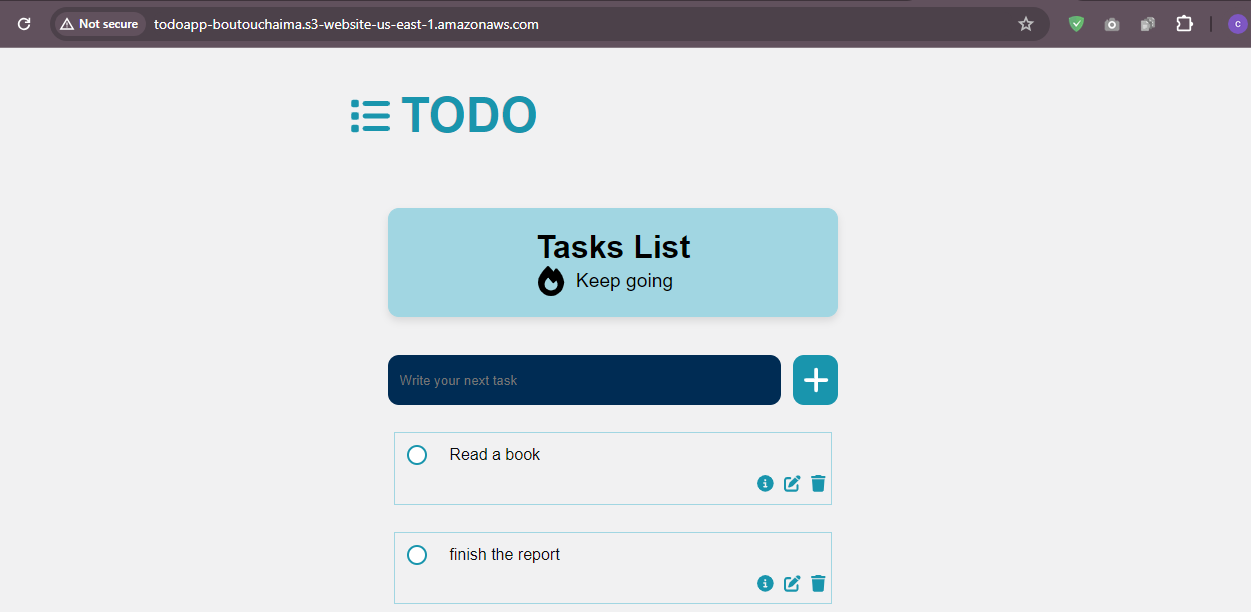 Not secure todoapp-boutouchaima.s3-website-us-east-1.amazonaws.com c
TODO
Tasks List
Keep going
Write your next task
Read a book
finish the report